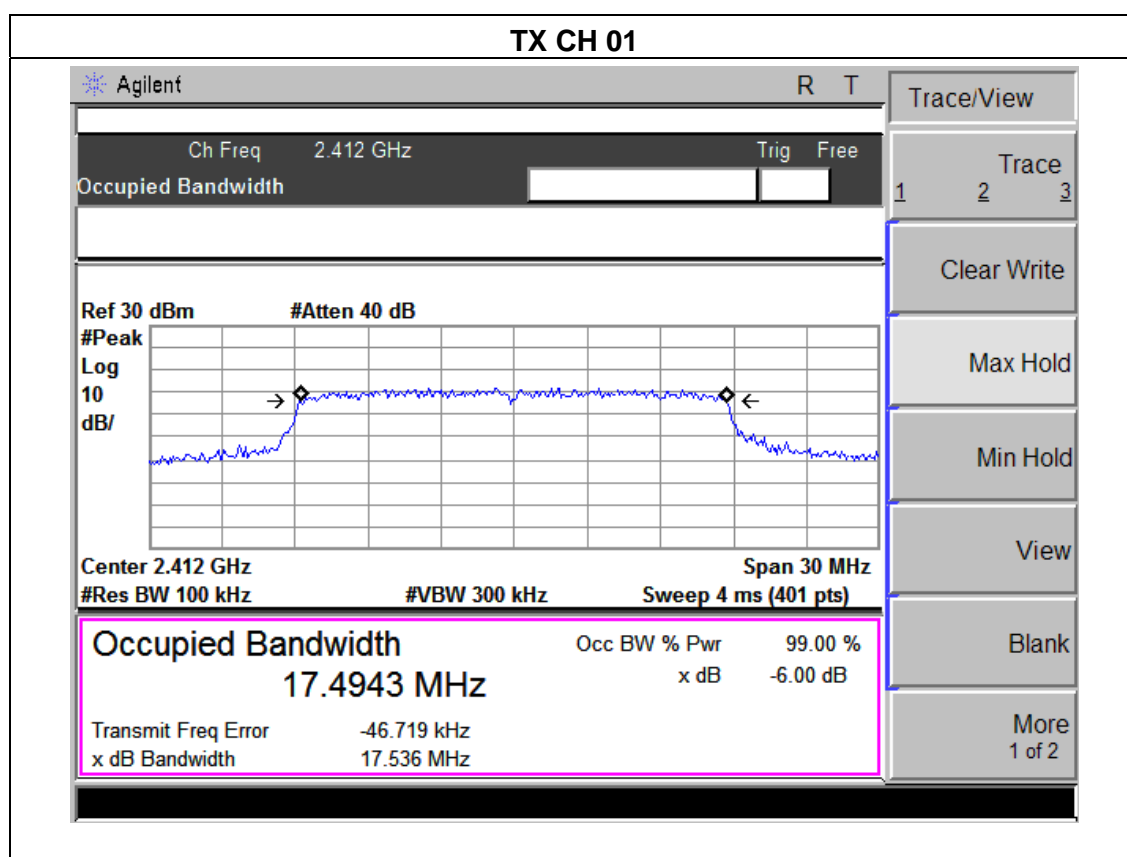 TX CH 01
Agilent R T
Trace/View
Ch Freq 2.412 GHz Trig Free
Occupied Bandwidth
Trace
1 2 3
Clear Write
Ref 30 dBm #Atten 40 dB
#Peak
Log
10
dB/
Max Hold
Min Hold
View
Center 2.412 GHz Span 30 MHz
#Res BW 100 kHz #VBW 300 kHz Sweep 4 ms (401 pts)
Occupied Bandwidth Occ BW % Pwr 99.00 %
17.4943 MHz x dB -6.00 dB
Blank
Transmit Freq Error -46.719 kHz
x dB Bandwidth 17.536 MHz
More
1 of 2